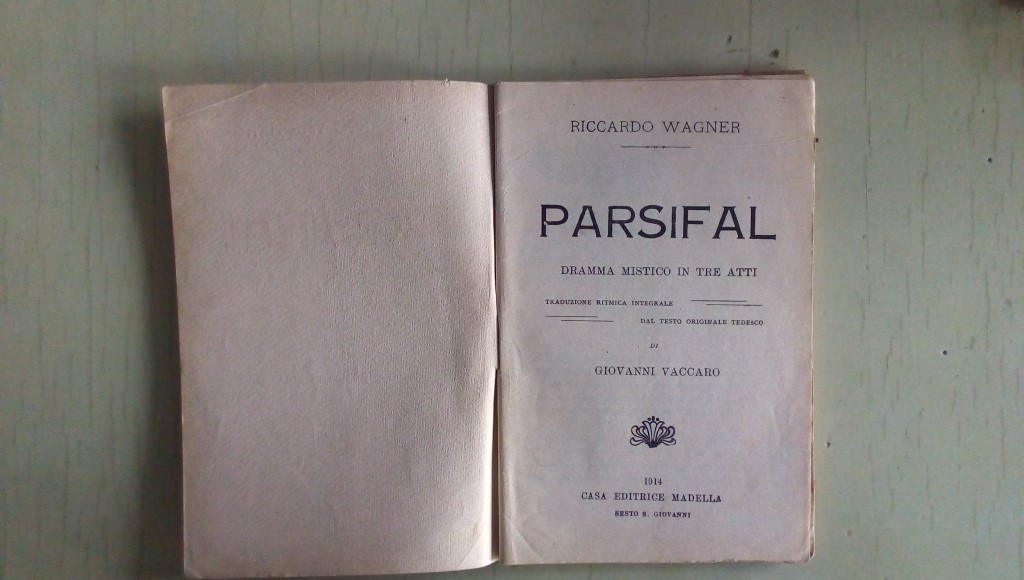 RICCARDO WAGNER
PARSIFAL
DRAMMA MISTICO IN TRE ATTI
TRADUZIONE RITMICA INTEGRALE
DAL TESTO ORIGINALE TEDESCO
DI
GIOVANNI VACCARO
1914
CASA EDITRICE MADELLA
SESTO S. GIOVANNI